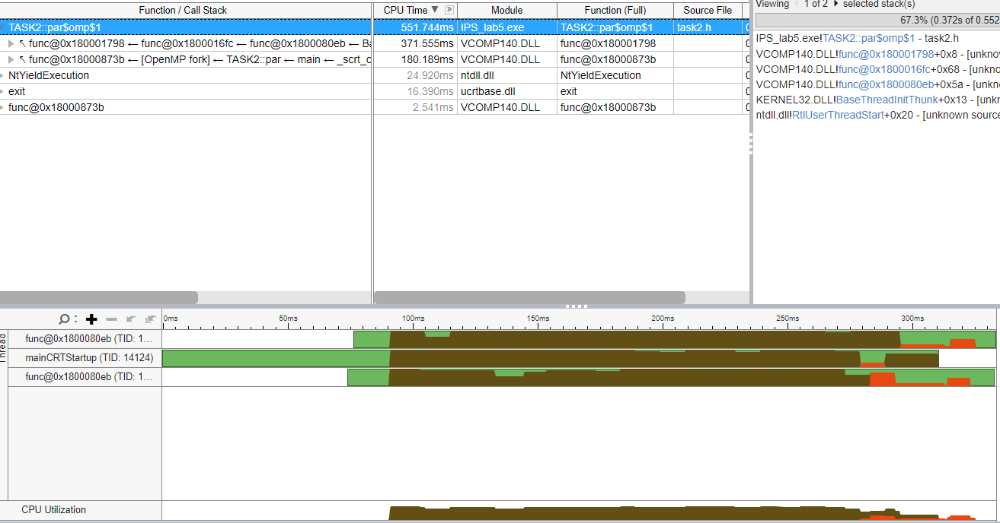 Function / Call Stack CPU Time Module Function (Full) Source File
TASK2::par$omp$1 551.744ms IPS_lab5.exe TASK2::par$omp$1 task2.h
func@0x180001798 ← func@0x1800016fc ← func@0x1800080eb ← Ba 371.555ms VCOMP140.DLL func@0x180001798
func@0x18000873b ← [OpenMP fork] ← TASK2::par ← main ← _scrt_c 180.189ms VCOMP140.DLL func@0x18000873b
NtYieldExecution 24.920ms ntdll.dll NtYieldExecution
exit 16.390ms ucrtbase.dll exit
func@0x18000873b 2.541ms VCOMP140.DLL func@0x18000873b
Viewing 1 of 2 selected stack(s)
67.3% (0.372s of 0.552
IPS_lab5.exe!TASK2::par$omp$1 - task2.h
VCOMP140.DLL!func@0x180001798+0x8 - [unkno
VCOMP140.DLL!func@0x1800016fc+0x68 - [unkn
VCOMP140.DLL!func@0x1800080eb+0x5a - [unkn
KERNEL32.DLL!BaseThreadInitThunk+0x13 - [unkn
ntdll.dll!RtlUserThreadStart+0x20 - [unknown source
0ms 50ms 100ms 150ms 200ms 250ms 300ms
Thread
func@0x1800080eb (TID: 1...
mainCRTStartup (TID: 14124)
func@0x1800080eb (TID: 1...
CPU Utilization